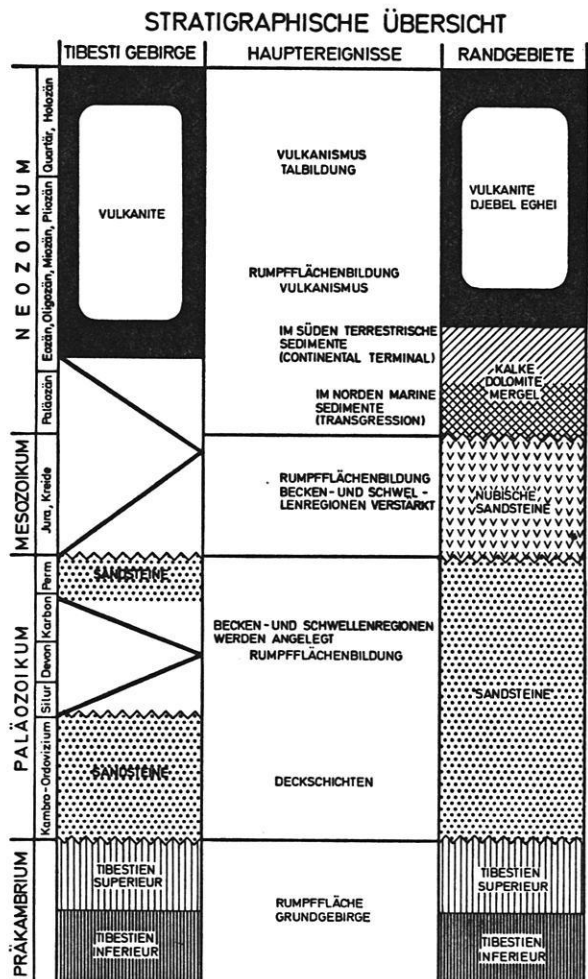 STRATIGRAPHISCHE ÜBERSICHT
TIBESTI GEBIRGE
HAUPTEREIGNISSE
RANDGEBIETE
NEOZOIKUM
Quartär, Holozän
Eozän, Oligozän, Miozän, Pliozän
Paläozän
VULKANITE
VULKANISMUS
TALBILDUNG
RUMPFFLÄCHENBILDUNG
VULKANISMUS
IM SÜDEN TERRESTRISCHE
SEDIMENTE
(CONTINENTAL TERMINAL)
IM NORDEN MARINE
SEDIMENTE
(TRANSGRESSION)
VULKANITE
DJEBEL EGHEI
KALKE
DOLOMITE
MERGEL
MESOZOIKUM
Jura, Kreide
RUMPFFLÄCHENBILDUNG
BECKEN- UND SCHWEL-
LENREGIONEN VERSTÄRKT
NUBISCHE
SANDSTEINE
PALÄOZOIKUM
Perm
Karbon
Devon
Silur
Kambro-Ordovizium
SANDSTEINE
SANDSTEINE
BECKEN- UND SCHWELLENREGIONEN
WERDEN ANGELEGT
RUMPFFLÄCHENBILDUNG
DECKSCHICHTEN
SANDSTEINE
PRÄKAMBRIUM
TIBESTIEN
SUPERIEUR
TIBESTIEN
INFERIEUR
RUMPFFLÄCHE
GRUNDGEBIRGE
TIBESTIEN
SUPERIEUR
TIBESTIEN
INFERIEUR